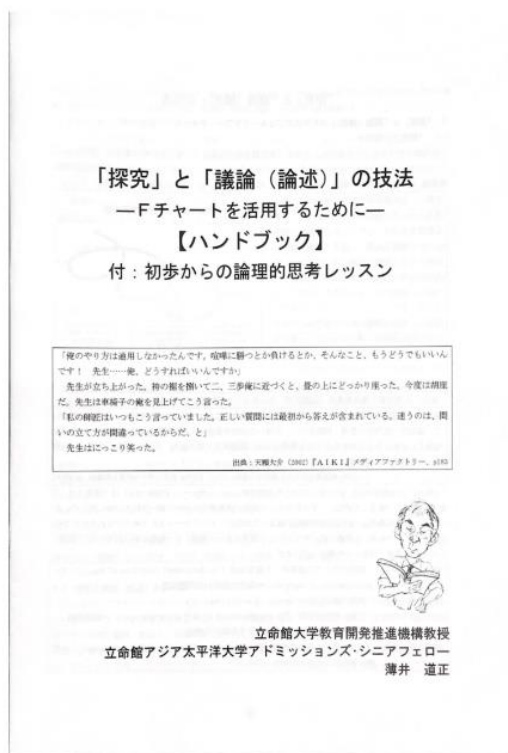 「探究」と「議論（論述）」の技法
―Ｆチャートを活用するために―
【ハンドブック】
付：初歩からの論理的思考レッスン
「俺のやり方は通用しなかったんです。喧嘩に勝つとか負けるとか、そんなこと、もうどうでもいいん
です！　先生……俺、どうすればいいんですか」
先生が立ち上がった。袴の裾を捌いて二、三歩俺に近づくと、畳の上にどっかり座った。今度は胡座
だ。先生は車椅子の俺を見上げてこう言った。
「私の師匠はいつもこう言っていました。正しい質問には最初から答えが含まれている。迷うのは、問
いの立て方が間違っているからだ、と」
先生はにっこり笑った。
出典：天願大介（2002）『ＡＩＫＩ』メディアファクトリー、
立命館大学教育開発推進機構教授
立命館アジア太平洋大学アドミッションズ・シニアフェロー
薄井　道正